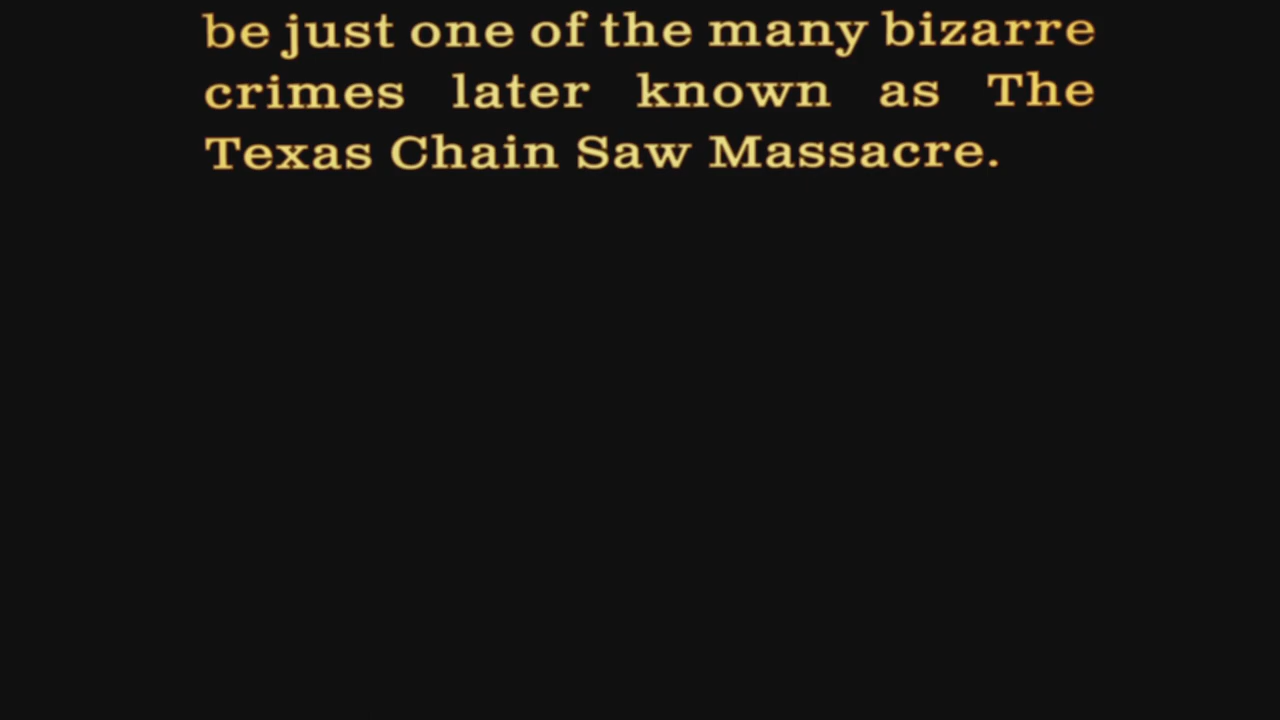 be just one of the many bizarre
crimes later known as The
Texas Chain Saw Massacre.